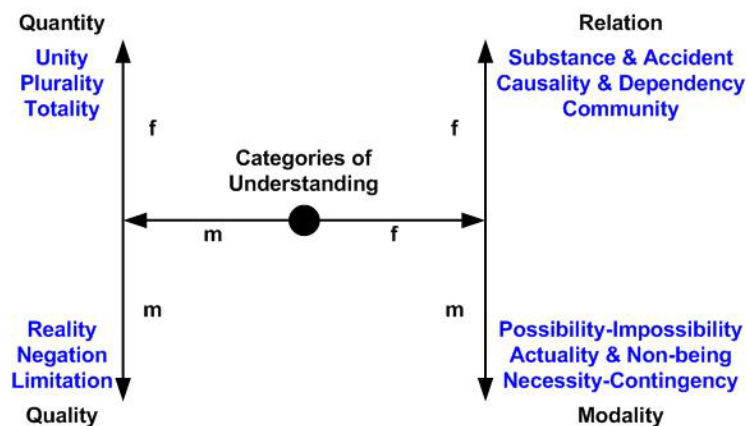 Quantity
Unity
Plurality
Totality
Relation
Substance & Accident
Causality & Dependency
Community
f
f
Categories of
Understanding
m
f
m
m
Reality
Negation
Limitation
Quality
Possibility-Impossibility
Actuality & Non-being
Necessity-Contingency
Modality